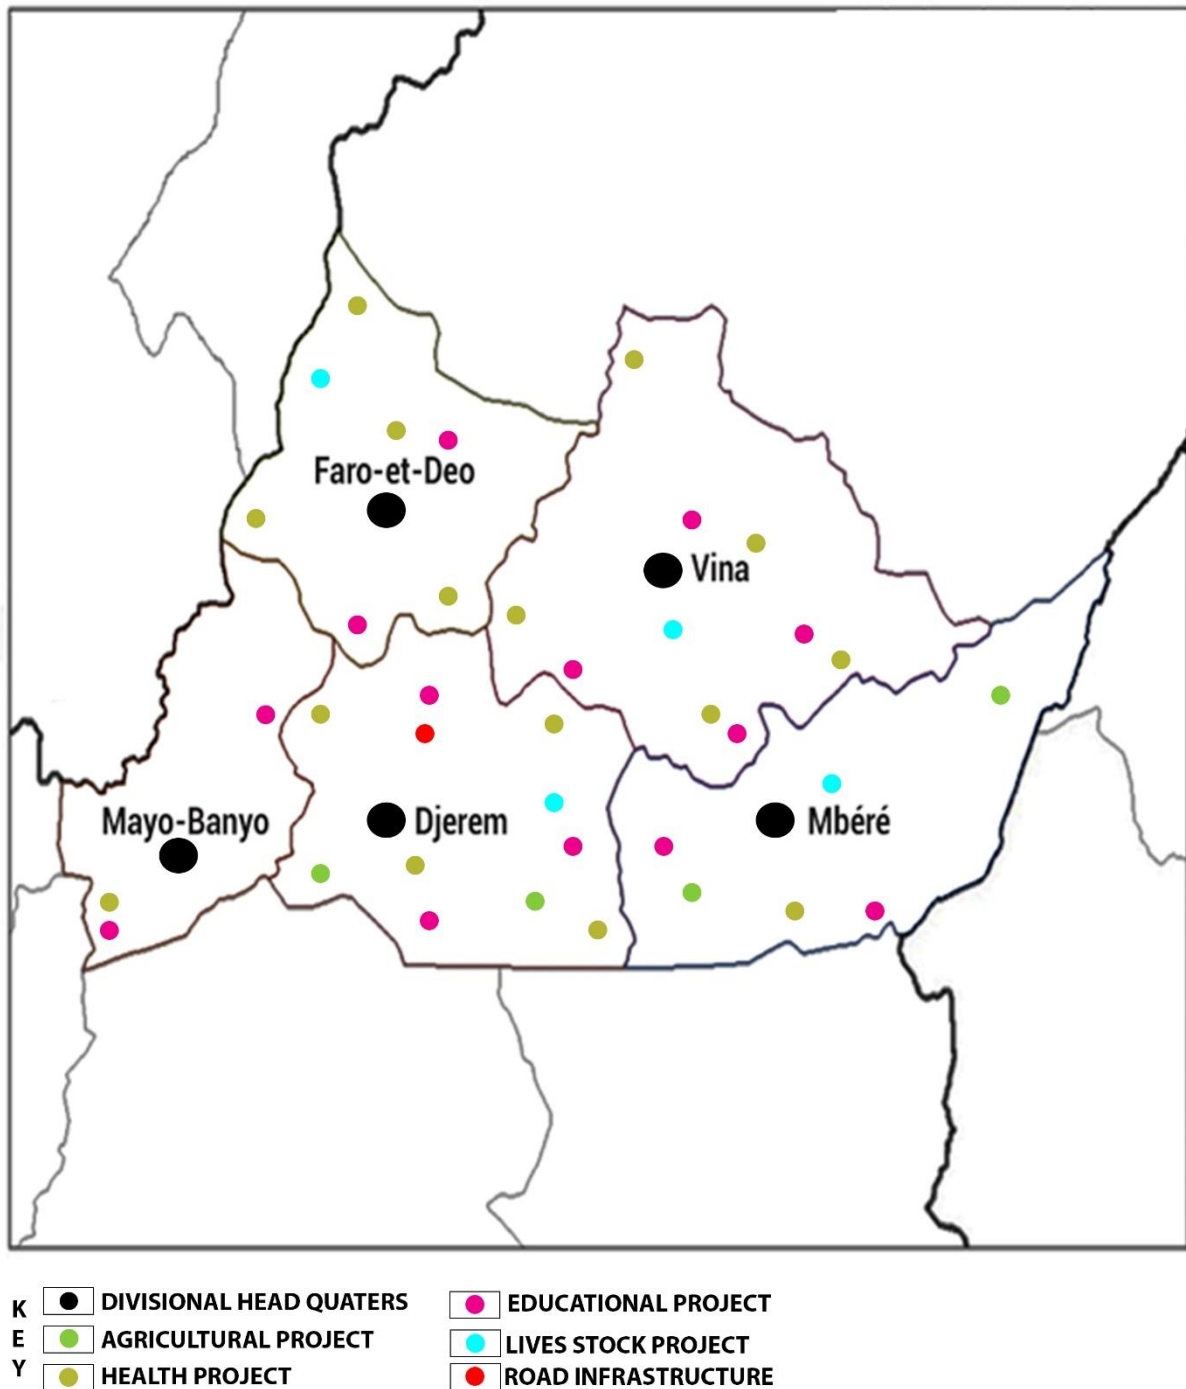 Faro-et-Deo
Vina
Mayo-Banyo
Djerem
Mbéré
KEY
DIVISIONAL HEAD QUATERS
AGRICULTURAL PROJECT
HEALTH PROJECT
EDUCATIONAL PROJECT
LIVES STOCK PROJECT
ROAD INFRASTRUCTURE